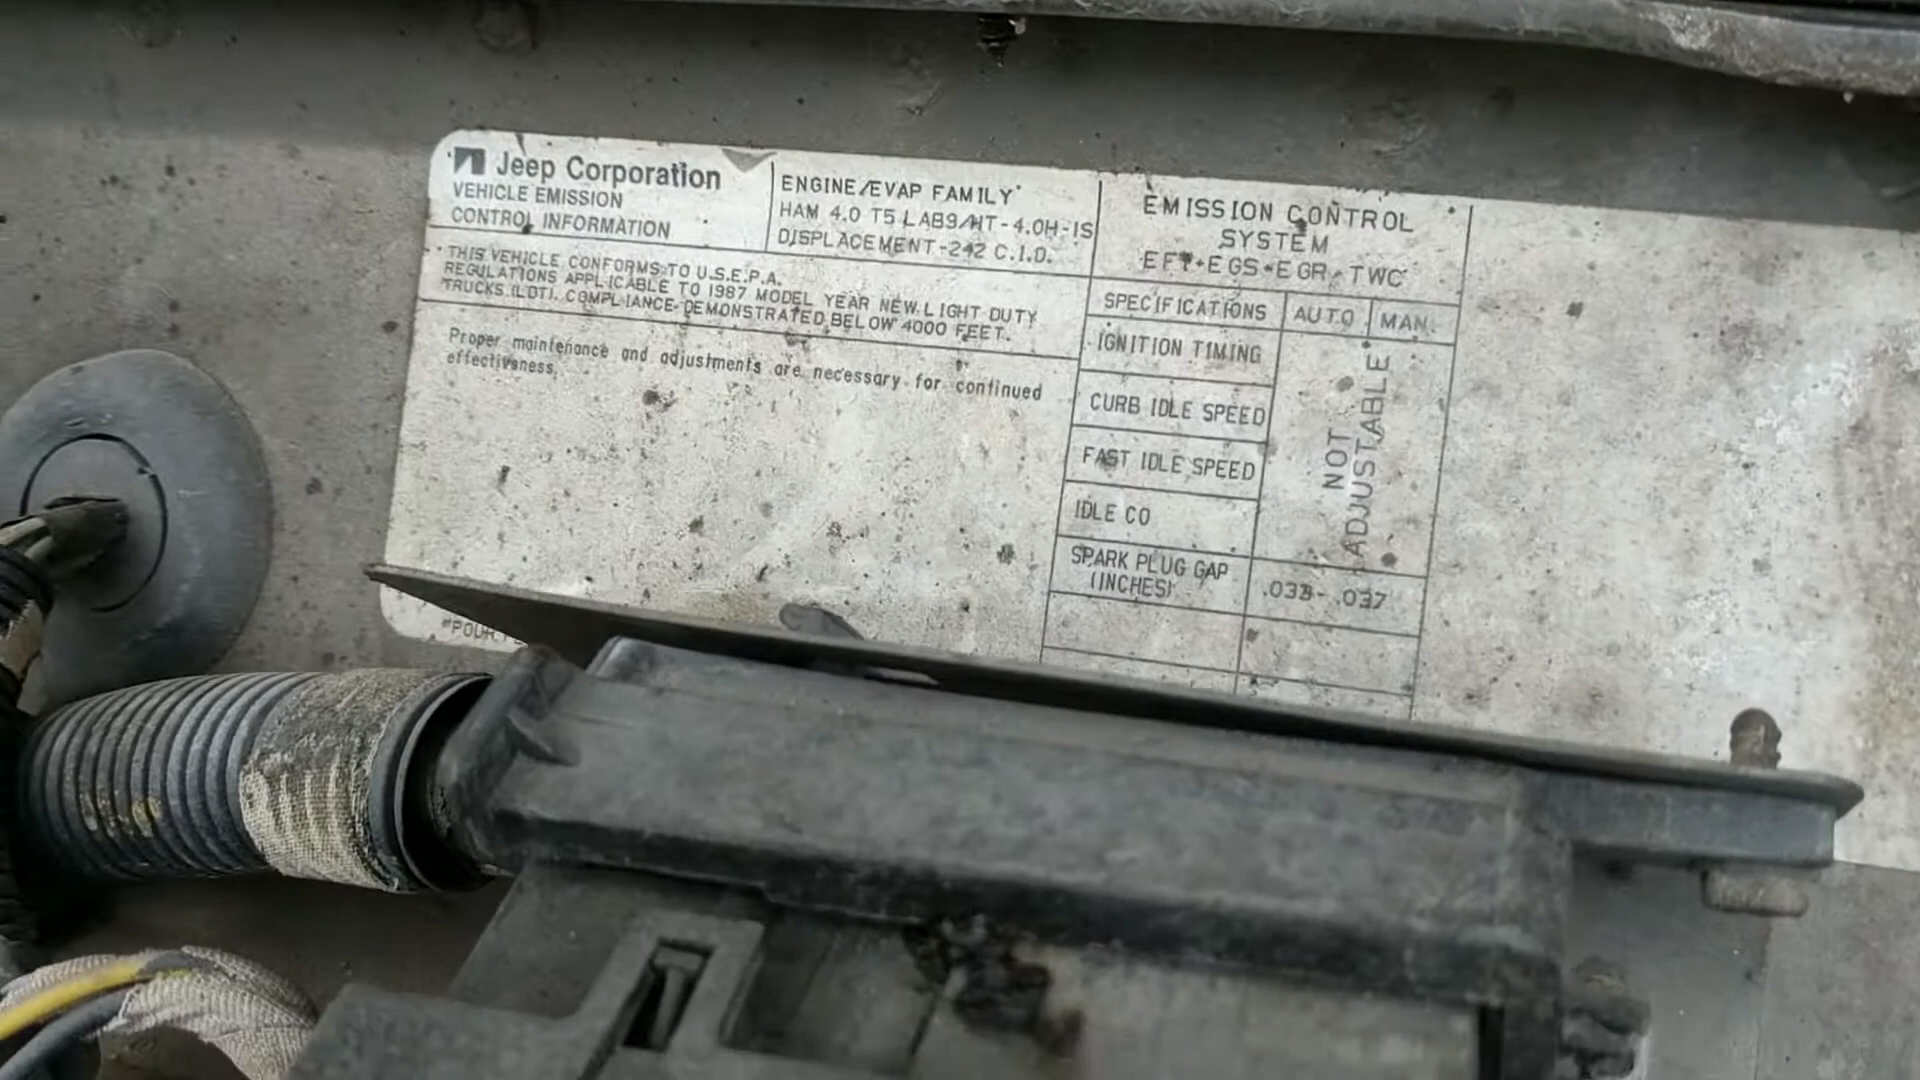 Jeep Corporation
VEHICLE EMISSION
CONTROL INFORMATION
ENGINE/EVAP FAMILY
HAM 4.0 T5 LAB9/HT-4.0H-1S
DISPLACEMENT-242 C.I.D.
THIS VEHICLE CONFORMS TO U.S.E.P.A.
REGULATIONS APPLICABLE TO 1987 MODEL YEAR NEW LIGHT DUTY
TRUCKS (LDT). COMPLIANCE DEMONSTRATED BELOW 4000 FEET.
Proper maintenance and adjustments are necessary for continued
effectiveness.
EMISSION CONTROL
SYSTEM
EFI•EGS•EGR•TWC
SPECIFICATIONS AUTO MAN.
IGNITION TIMING
CURB IDLE SPEED
FAST IDLE SPEED
IDLE CO
NOT
ADJUSTABLE
SPARK PLUG GAP
(INCHES)
.033- .037